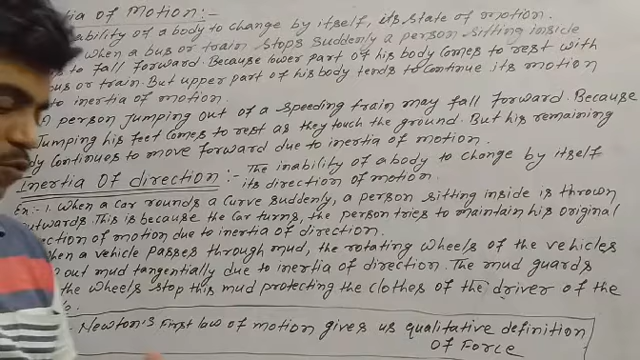 ia of Motion:-
ability of a body to change by itself, its state of motion.
When a bus or train stops suddenly a person sitting inside
to fall forward. Because lower part of his body comes to rest with
us or train. But upper part of his body tends to continue its motion
to inertia of motion.
A person jumping out of a speeding train may fall forward. Because
Jumping his feet comes to rest as they touch the ground. But his remaining
dy continues to move forward due to inertia of motion.
Inertia Of direction :- The inability of a body to change by itself
its direction of motion.
Ex:- 1. When a car rounds a curve suddenly, a person sitting inside is thrown
outwards. This is because the car turns, the person tries to maintain his original
ection of motion due to inertia of direction.
hen a vehicle passes through mud, the rotating wheels of the vehicles
out mud tangentially due to inertia of direction. The mud guards
the wheels stop this mud protecting the clothes of the driver of the
Newton's First law of motion gives us qualitative definition
Of Force